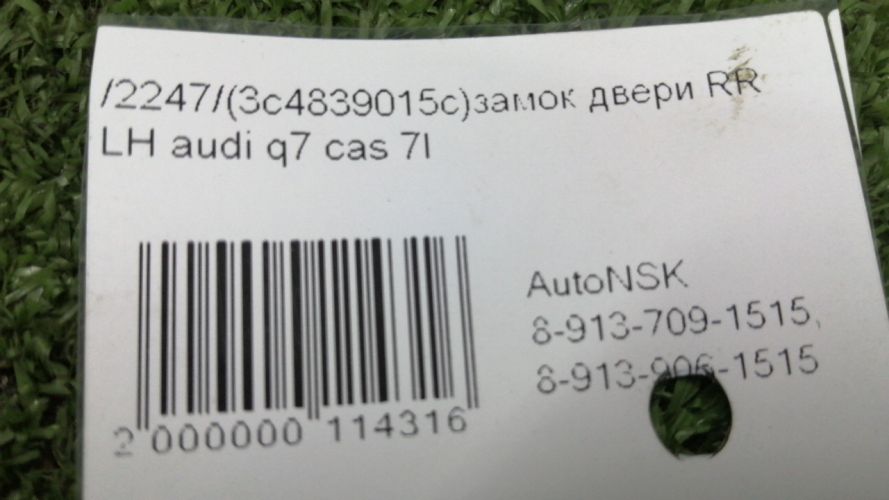 /2247/(3c4839015c)замок двери RR
LH audi q7 cas 7l
AutoNSK
8-913-709-1515,
8-913-906-1515
2 000000 114316